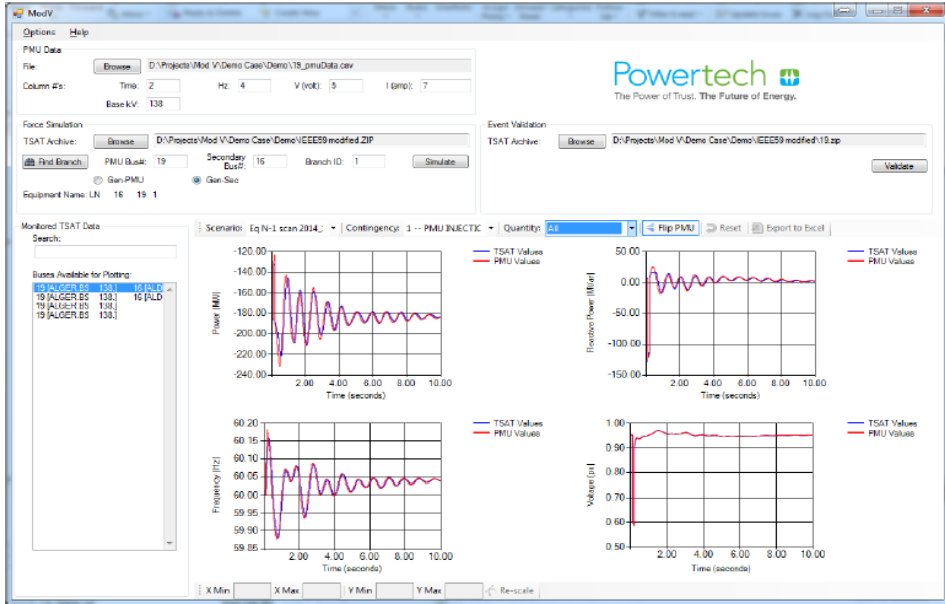 ModV
Options Help
PMU Data
File: Browse D:\Projects\Mod V\Demo Case\Demo\19_pmuData.csv
Column #'s: Time: 2 Hz: 4 V (volt): 5 I (amp): 7
Base kV: 138
Powertech
The Power of Trust. The Future of Energy.
Force Simulation
TSAT Archive: Browse D:\Projects\Mod V\Demo Case\Demo\IEEE59 modified.ZIP
Find Branch PMU Bus#: 19 Secondary Bus#: 16 Branch ID: 1 Simulate
Gen-PMU Gen-Sec
Equipment Name: LN 16 19 1
Event Validation
TSAT Archive: Browse D:\Projects\Mod V\Demo Case\Demo\IEEE59 modified\19.zip
Validate
Monitored TSAT Data
Search:
Buses Available for Plotting:
19 [ALGER.BS 138.] 16 [ALD
19 [ALGER.BS 138.] 16 [ALD
19 [ALGER.BS 138.]
19 [ALGER.BS 138.]
Scenario: Eq N-1 scan 2014_ Contingency: 1 -- PMU INJECTIC Quantity: All Flip PMU Reset Export to Excel
-120.00
-140.00
-160.00
-180.00
-200.00
-220.00
-240.00
Power [MW]
2.00 4.00 6.00 8.00 10.00
Time (seconds)
TSAT Values
PMU Values
50.00
0.00
-50.00
-100.00
-150.00
Reactive Power [MVar]
2.00 4.00 6.00 8.00 10.00
Time (seconds)
TSAT Values
PMU Values
60.20
60.15
60.10
60.05
60.00
59.95
59.90
59.85
Frequency [Hz]
2.00 4.00 6.00 8.00 10.00
Time (seconds)
TSAT Values
PMU Values
1.00
0.90
0.80
0.70
0.60
0.50
Voltage [pu]
2.00 4.00 6.00 8.00 10.00
Time (seconds)
TSAT Values
PMU Values
X Min X Max Y Min Y Max Re-scale